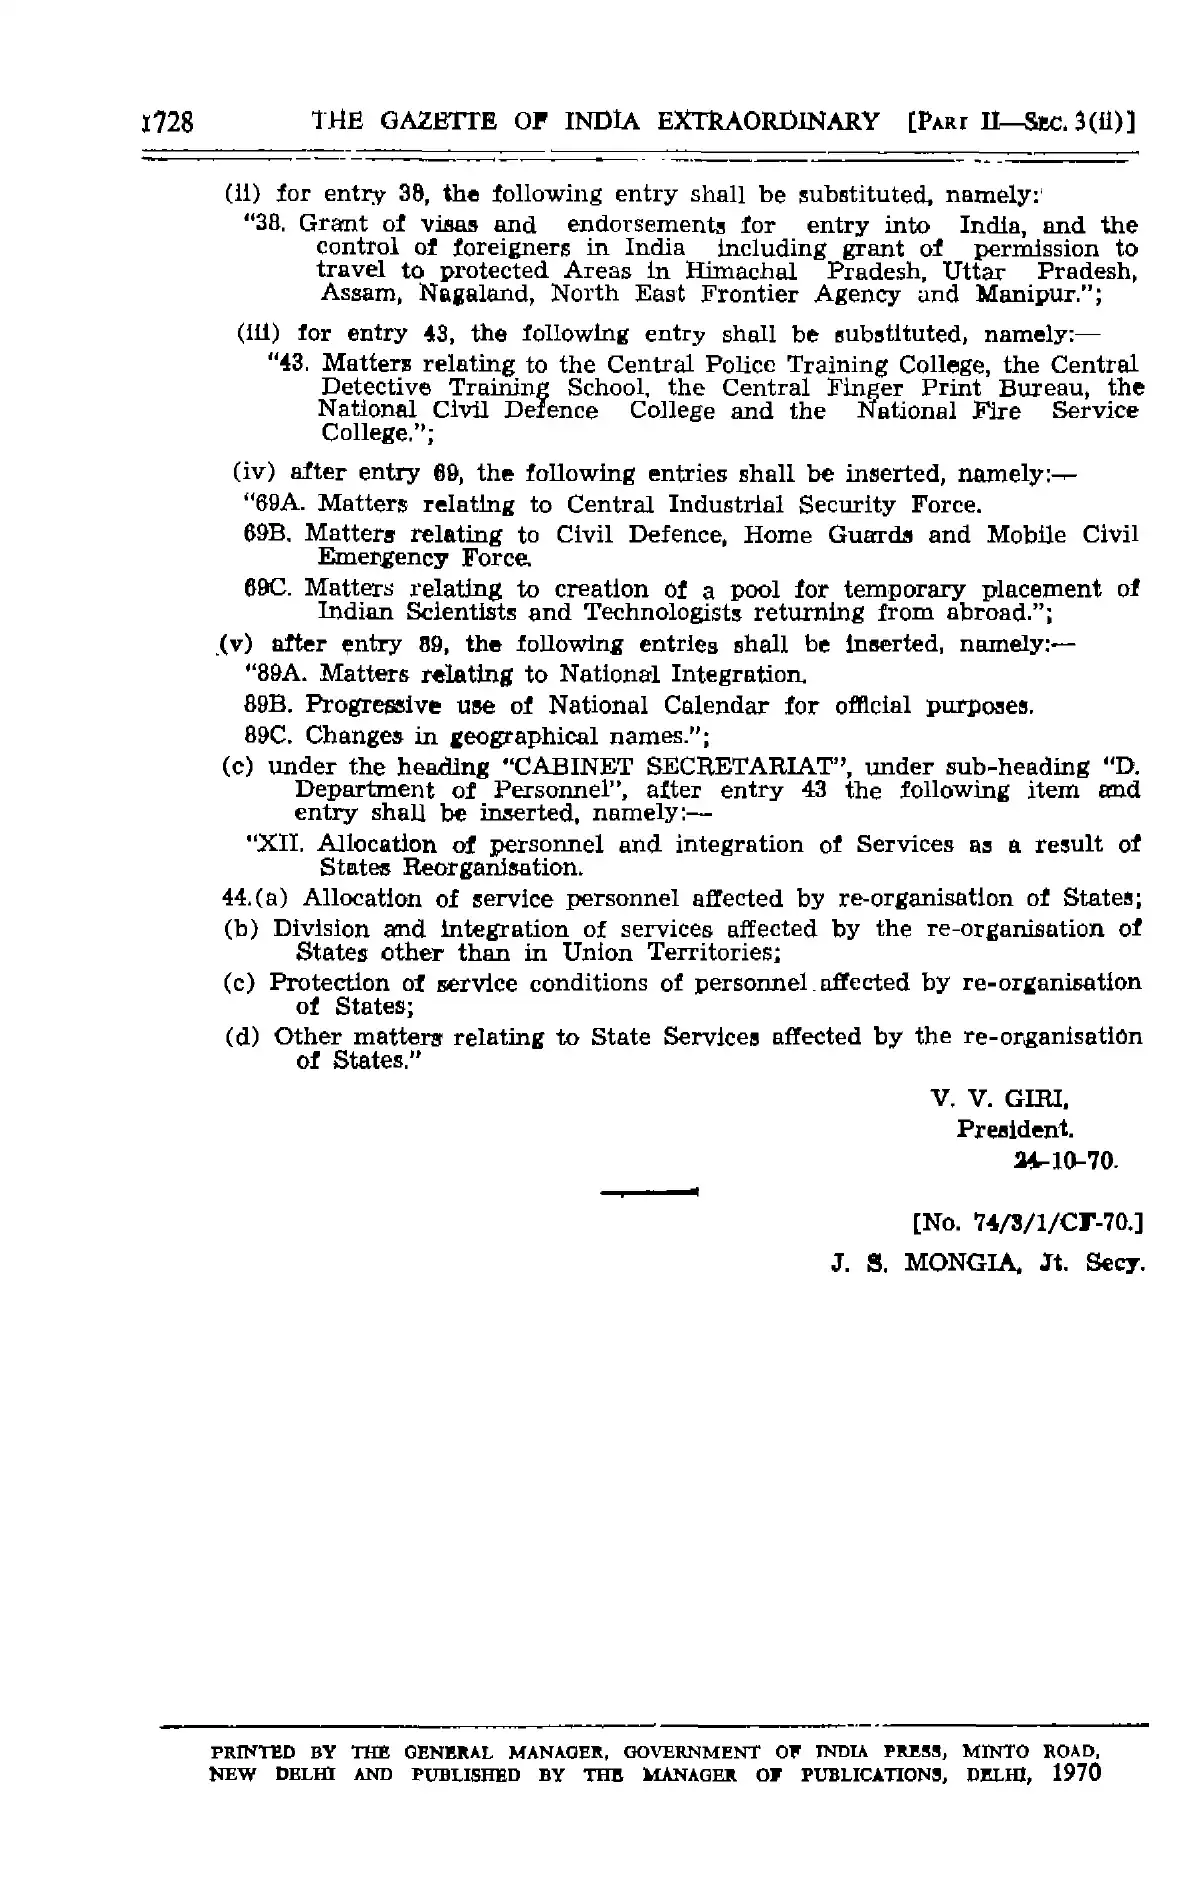 1728 THE GAZETTE OF INDIA EXTRAORDINARY [PART II—SEC. 3(ii)]
(ii) for entry 38, the following entry shall be substituted, namely:
"38. Grant of visas and endorsements for entry into India, and the
control of foreigners in India including grant of permission to
travel to protected Areas in Himachal Pradesh, Uttar Pradesh,
Assam, Nagaland, North East Frontier Agency and Manipur.";
(iii) for entry 43, the following entry shall be substituted, namely:—
"43. Matters relating to the Central Police Training College, the Central
Detective Training School, the Central Finger Print Bureau, the
National Civil Defence College and the National Fire Service
College.";
(iv) after entry 69, the following entries shall be inserted, namely:—
"69A. Matters relating to Central Industrial Security Force.
69B. Matters relating to Civil Defence, Home Guards and Mobile Civil
Emergency Force.
69C. Matters relating to creation of a pool for temporary placement of
Indian Scientists and Technologists returning from abroad.";
(v) after entry 89, the following entries shall be inserted, namely:—
"89A. Matters relating to National Integration.
89B. Progressive use of National Calendar for official purposes.
89C. Changes in geographical names.";
(c) under the heading "CABINET SECRETARIAT", under sub-heading "D.
Department of Personnel", after entry 43 the following item and
entry shall be inserted, namely:—
"XII. Allocation of personnel and integration of Services as a result of
States Reorganisation.
44.(a) Allocation of service personnel affected by re-organisation of States;
(b) Division and integration of services affected by the re-organisation of
States other than in Union Territories;
(c) Protection of service conditions of personnel affected by re-organisation
of States;
(d) Other matters relating to State Services affected by the re-organisation
of States."
V. V. GIRI,
President.
24-10-70.
[No. 74/3/1/CF-70.]
J. S. MONGIA, Jt. Secy.
PRINTED BY THE GENERAL MANAGER, GOVERNMENT OF INDIA PRESS, MINTO ROAD,
NEW DELHI AND PUBLISHED BY THE MANAGER OF PUBLICATIONS, DELHI, 1970